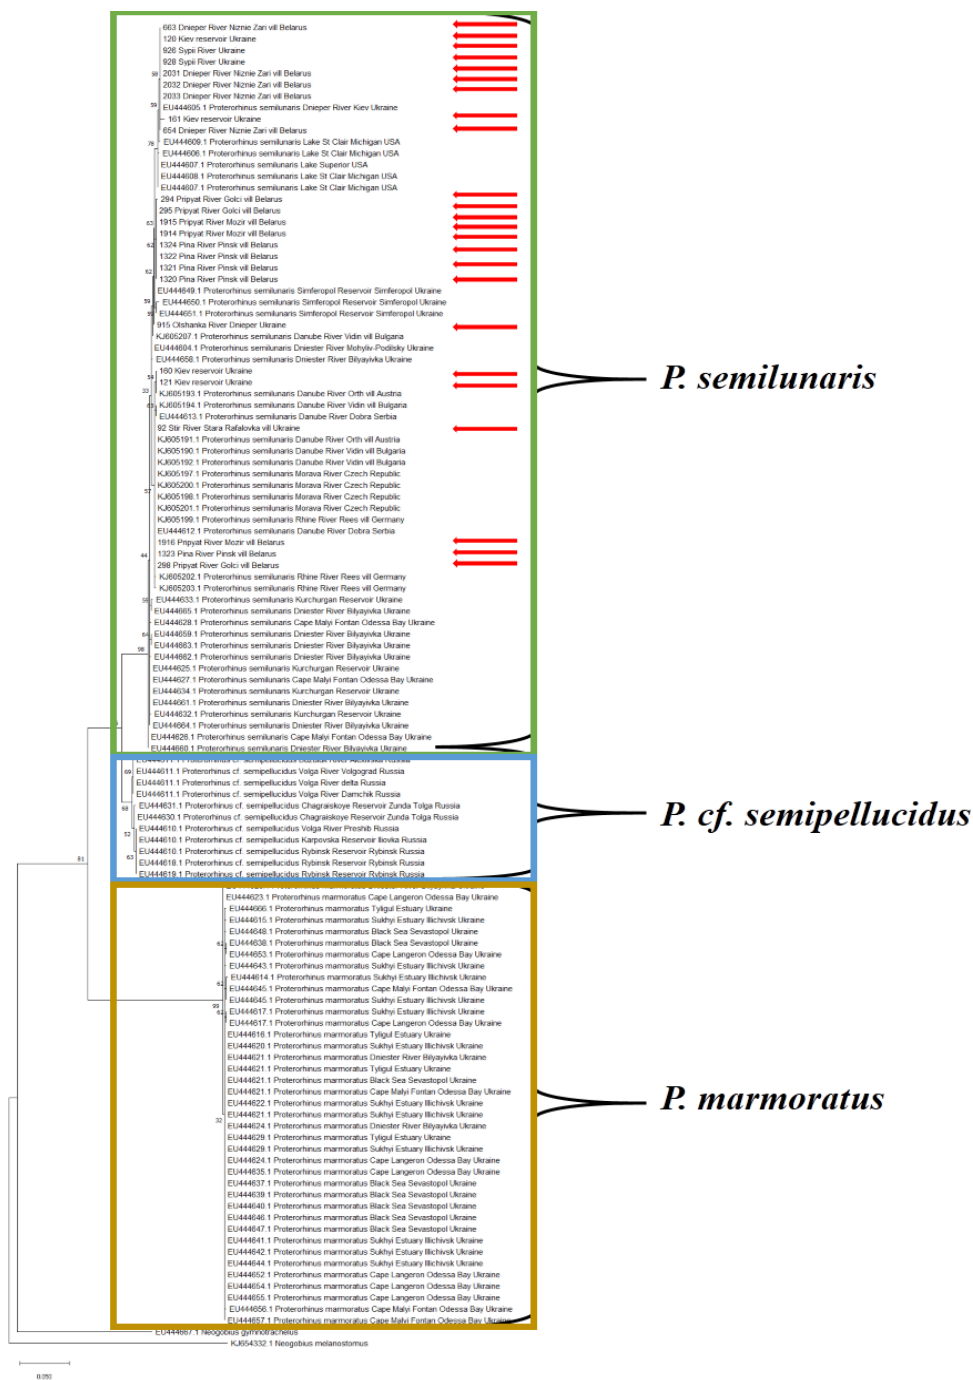 663 Dnieper River Niznie Zari vill Belarus
120 Kiev reservoir Ukraine
926 Sypii River Ukraine
928 Sypii River Ukraine
2031 Dnieper River Niznie Zari vill Belarus
2032 Dnieper River Niznie Zari vill Belarus
2033 Dnieper River Niznie Zari vill Belarus
EU444605.1 Proterorhinus semilunaris Dnieper River Kiev Ukraine
161 Kiev reservoir Ukraine
654 Dnieper River Niznie Zari vill Belarus
EU444609.1 Proterorhinus semilunaris Lake St Clair Michigan USA
EU444606.1 Proterorhinus semilunaris Lake St Clair Michigan USA
EU444607.1 Proterorhinus semilunaris Lake Superior USA
EU444608.1 Proterorhinus semilunaris Lake St Clair Michigan USA
EU444607.1 Proterorhinus semilunaris Lake St Clair Michigan USA
294 Pripyat River Golci vill Belarus
295 Pripyat River Golci vill Belarus
1915 Pripyat River Mozir vill Belarus
1914 Pripyat River Mozir vill Belarus
1324 Pina River Pinsk vill Belarus
1322 Pina River Pinsk vill Belarus
1321 Pina River Pinsk vill Belarus
1320 Pina River Pinsk vill Belarus
EU444649.1 Proterorhinus semilunaris Simferopol Reservoir Simferopol Ukraine
EU444650.1 Proterorhinus semilunaris Simferopol Reservoir Simferopol Ukraine
EU444651.1 Proterorhinus semilunaris Simferopol Reservoir Simferopol Ukraine
915 Olshanka River Dnieper Ukraine
KJ605207.1 Proterorhinus semilunaris Danube River Vidin vill Bulgaria
EU444604.1 Proterorhinus semilunaris Dniester River Mohyliv-Podilsky Ukraine
EU444658.1 Proterorhinus semilunaris Dniester River Bilyayivka Ukraine
160 Kiev reservoir Ukraine
121 Kiev reservoir Ukraine
KJ605193.1 Proterorhinus semilunaris Danube River Orth vill Austria
KJ605194.1 Proterorhinus semilunaris Danube River Vidin vill Bulgaria
EU444613.1 Proterorhinus semilunaris Danube River Dobra Serbia
92 Stir River Stara Rafalovka vill Ukraine
KJ605191.1 Proterorhinus semilunaris Danube River Orth vill Austria
KJ605190.1 Proterorhinus semilunaris Danube River Vidin vill Bulgaria
KJ605192.1 Proterorhinus semilunaris Danube River Vidin vill Bulgaria
KJ605197.1 Proterorhinus semilunaris Morava River Czech Republic
KJ605200.1 Proterorhinus semilunaris Morava River Czech Republic
KJ605198.1 Proterorhinus semilunaris Morava River Czech Republic
KJ605201.1 Proterorhinus semilunaris Morava River Czech Republic
KJ605199.1 Proterorhinus semilunaris Rhine River Rees vill Germany
EU444612.1 Proterorhinus semilunaris Danube River Dobra Serbia
1916 Pripyat River Mozir vill Belarus
1323 Pina River Pinsk vill Belarus
298 Pripyat River Golci vill Belarus
KJ605202.1 Proterorhinus semilunaris Rhine River Rees vill Germany
KJ605203.1 Proterorhinus semilunaris Rhine River Rees vill Germany
EU444633.1 Proterorhinus semilunaris Kurchurgan Reservoir Ukraine
EU444665.1 Proterorhinus semilunaris Dniester River Bilyayivka Ukraine
EU444628.1 Proterorhinus semilunaris Cape Malyi Fontan Odessa Bay Ukraine
EU444659.1 Proterorhinus semilunaris Dniester River Bilyayivka Ukraine
EU444663.1 Proterorhinus semilunaris Dniester River Bilyayivka Ukraine
EU444662.1 Proterorhinus semilunaris Dniester River Bilyayivka Ukraine
EU444625.1 Proterorhinus semilunaris Kurchurgan Reservoir Ukraine
EU444627.1 Proterorhinus semilunaris Cape Malyi Fontan Odessa Bay Ukraine
EU444634.1 Proterorhinus semilunaris Kurchurgan Reservoir Ukraine
EU444661.1 Proterorhinus semilunaris Dniester River Bilyayivka Ukraine
EU444632.1 Proterorhinus semilunaris Kurchurgan Reservoir Ukraine
EU444664.1 Proterorhinus semilunaris Dniester River Bilyayivka Ukraine
EU444626.1 Proterorhinus semilunaris Cape Malyi Fontan Odessa Bay Ukraine
EU444660.1 Proterorhinus semilunaris Dniester River Bilyayivka Ukraine
P. semilunaris
EU444611.1 Proterorhinus cf. semipellucidus Volga River Volgograd Russia
EU444611.1 Proterorhinus cf. semipellucidus Volga River delta Russia
EU444611.1 Proterorhinus cf. semipellucidus Volga River Damchik Russia
EU444631.1 Proterorhinus cf. semipellucidus Chagraiskoye Reservoir Zunda Tolga Russia
EU444630.1 Proterorhinus cf. semipellucidus Chagraiskoye Reservoir Zunda Tolga Russia
EU444610.1 Proterorhinus cf. semipellucidus Volga River Preshib Russia
EU444610.1 Proterorhinus cf. semipellucidus Karpovska Reservoir Iliovka Russia
EU444610.1 Proterorhinus cf. semipellucidus Rybinsk Reservoir Rybinsk Russia
EU444618.1 Proterorhinus cf. semipellucidus Rybinsk Reservoir Rybinsk Russia
EU444619.1 Proterorhinus cf. semipellucidus Rybinsk Reservoir Rybinsk Russia
P. cf. semipellucidus
EU444623.1 Proterorhinus marmoratus Cape Langeron Odessa Bay Ukraine
EU444666.1 Proterorhinus marmoratus Tyligul Estuary Ukraine
EU444615.1 Proterorhinus marmoratus Sukhyi Estuary Illichivsk Ukraine
EU444648.1 Proterorhinus marmoratus Black Sea Sevastopol Ukraine
EU444638.1 Proterorhinus marmoratus Black Sea Sevastopol Ukraine
EU444653.1 Proterorhinus marmoratus Cape Langeron Odessa Bay Ukraine
EU444643.1 Proterorhinus marmoratus Sukhyi Estuary Illichivsk Ukraine
EU444614.1 Proterorhinus marmoratus Sukhyi Estuary Illichivsk Ukraine
EU444645.1 Proterorhinus marmoratus Cape Malyi Fontan Odessa Bay Ukraine
EU444645.1 Proterorhinus marmoratus Sukhyi Estuary Illichivsk Ukraine
EU444617.1 Proterorhinus marmoratus Sukhyi Estuary Illichivsk Ukraine
EU444617.1 Proterorhinus marmoratus Cape Langeron Odessa Bay Ukraine
EU444616.1 Proterorhinus marmoratus Tyligul Estuary Ukraine
EU444620.1 Proterorhinus marmoratus Sukhyi Estuary Illichivsk Ukraine
EU444621.1 Proterorhinus marmoratus Dniester River Bilyayivka Ukraine
EU444621.1 Proterorhinus marmoratus Tyligul Estuary Ukraine
EU444621.1 Proterorhinus marmoratus Black Sea Sevastopol Ukraine
EU444621.1 Proterorhinus marmoratus Cape Malyi Fontan Odessa Bay Ukraine
EU444622.1 Proterorhinus marmoratus Sukhyi Estuary Illichivsk Ukraine
EU444621.1 Proterorhinus marmoratus Sukhyi Estuary Illichivsk Ukraine
EU444624.1 Proterorhinus marmoratus Dniester River Bilyayivka Ukraine
EU444629.1 Proterorhinus marmoratus Tyligul Estuary Ukraine
EU444629.1 Proterorhinus marmoratus Sukhyi Estuary Illichivsk Ukraine
EU444624.1 Proterorhinus marmoratus Cape Langeron Odessa Bay Ukraine
EU444635.1 Proterorhinus marmoratus Cape Langeron Odessa Bay Ukraine
EU444637.1 Proterorhinus marmoratus Black Sea Sevastopol Ukraine
EU444639.1 Proterorhinus marmoratus Black Sea Sevastopol Ukraine
EU444640.1 Proterorhinus marmoratus Black Sea Sevastopol Ukraine
EU444646.1 Proterorhinus marmoratus Black Sea Sevastopol Ukraine
EU444647.1 Proterorhinus marmoratus Black Sea Sevastopol Ukraine
EU444641.1 Proterorhinus marmoratus Sukhyi Estuary Illichivsk Ukraine
EU444642.1 Proterorhinus marmoratus Sukhyi Estuary Illichivsk Ukraine
EU444644.1 Proterorhinus marmoratus Sukhyi Estuary Illichivsk Ukraine
EU444652.1 Proterorhinus marmoratus Cape Langeron Odessa Bay Ukraine
EU444654.1 Proterorhinus marmoratus Cape Langeron Odessa Bay Ukraine
EU444655.1 Proterorhinus marmoratus Cape Langeron Odessa Bay Ukraine
EU444656.1 Proterorhinus marmoratus Cape Malyi Fontan Odessa Bay Ukraine
EU444657.1 Proterorhinus marmoratus Cape Malyi Fontan Odessa Bay Ukraine
P. marmoratus
EU444667.1 Neogobius gymnotrachelus
KJ654332.1 Neogobius melanostomus
0.050